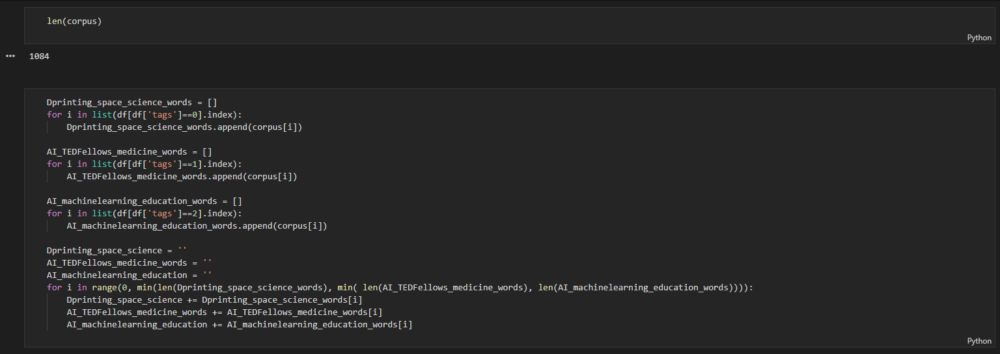 len(corpus)
Python
1084
Dprinting_space_science_words = []
for i in list(df[df['tags']==0].index):
    Dprinting_space_science_words.append(corpus[i])
AI_TEDFellows_medicine_words = []
for i in list(df[df['tags']==1].index):
    AI_TEDFellows_medicine_words.append(corpus[i])
AI_machinelearning_education_words = []
for i in list(df[df['tags']==2].index):
    AI_machinelearning_education_words.append(corpus[i])
Dprinting_space_science = ''
AI_TEDFellows_medicine_words = ''
AI_machinelearning_education = ''
for i in range(0, min(len(Dprinting_space_science_words), min( len(AI_TEDFellows_medicine_words), len(AI_machinelearning_education_words)))):
    Dprinting_space_science += Dprinting_space_science_words[i]
    AI_TEDFellows_medicine_words += AI_TEDFellows_medicine_words[i]
    AI_machinelearning_education += AI_machinelearning_education_words[i]
Python